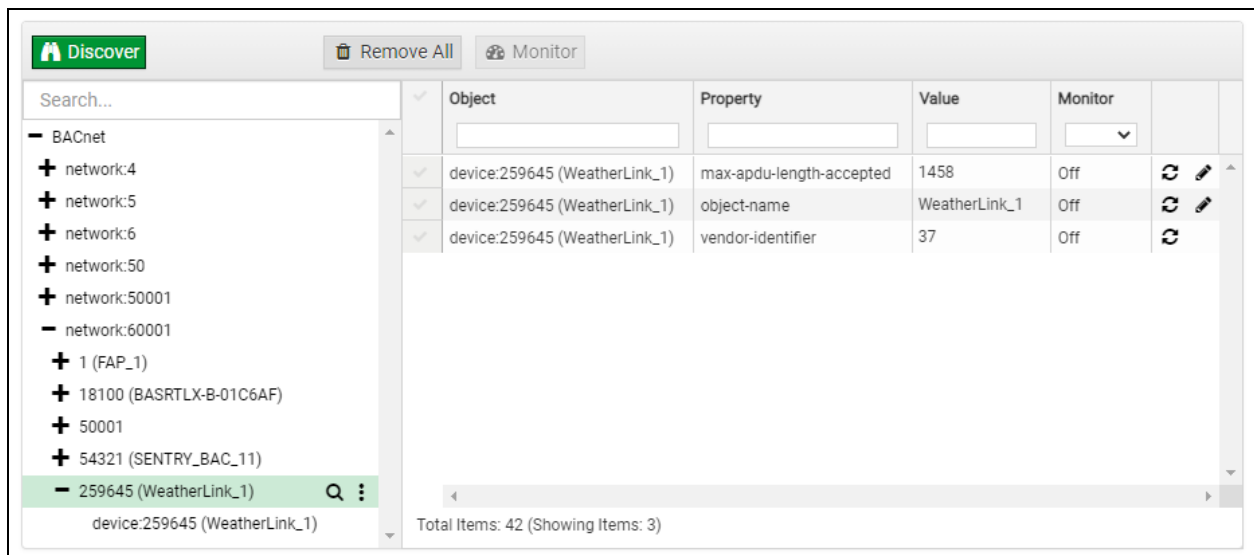 Discover Remove All Monitor
Search...
BACnet
network:4
network:5
network:6
network:50
network:50001
network:60001
1 (FAP_1)
18100 (BASRTLX-B-01C6AF)
50001
54321 (SENTRY_BAC_11)
259645 (WeatherLink_1)
device:259645 (WeatherLink_1)
Object Property Value Monitor
device:259645 (WeatherLink_1) max-apdu-length-accepted 1458 Off
device:259645 (WeatherLink_1) object-name WeatherLink_1 Off
device:259645 (WeatherLink_1) vendor-identifier 37 Off
Total Items: 42 (Showing Items: 3)